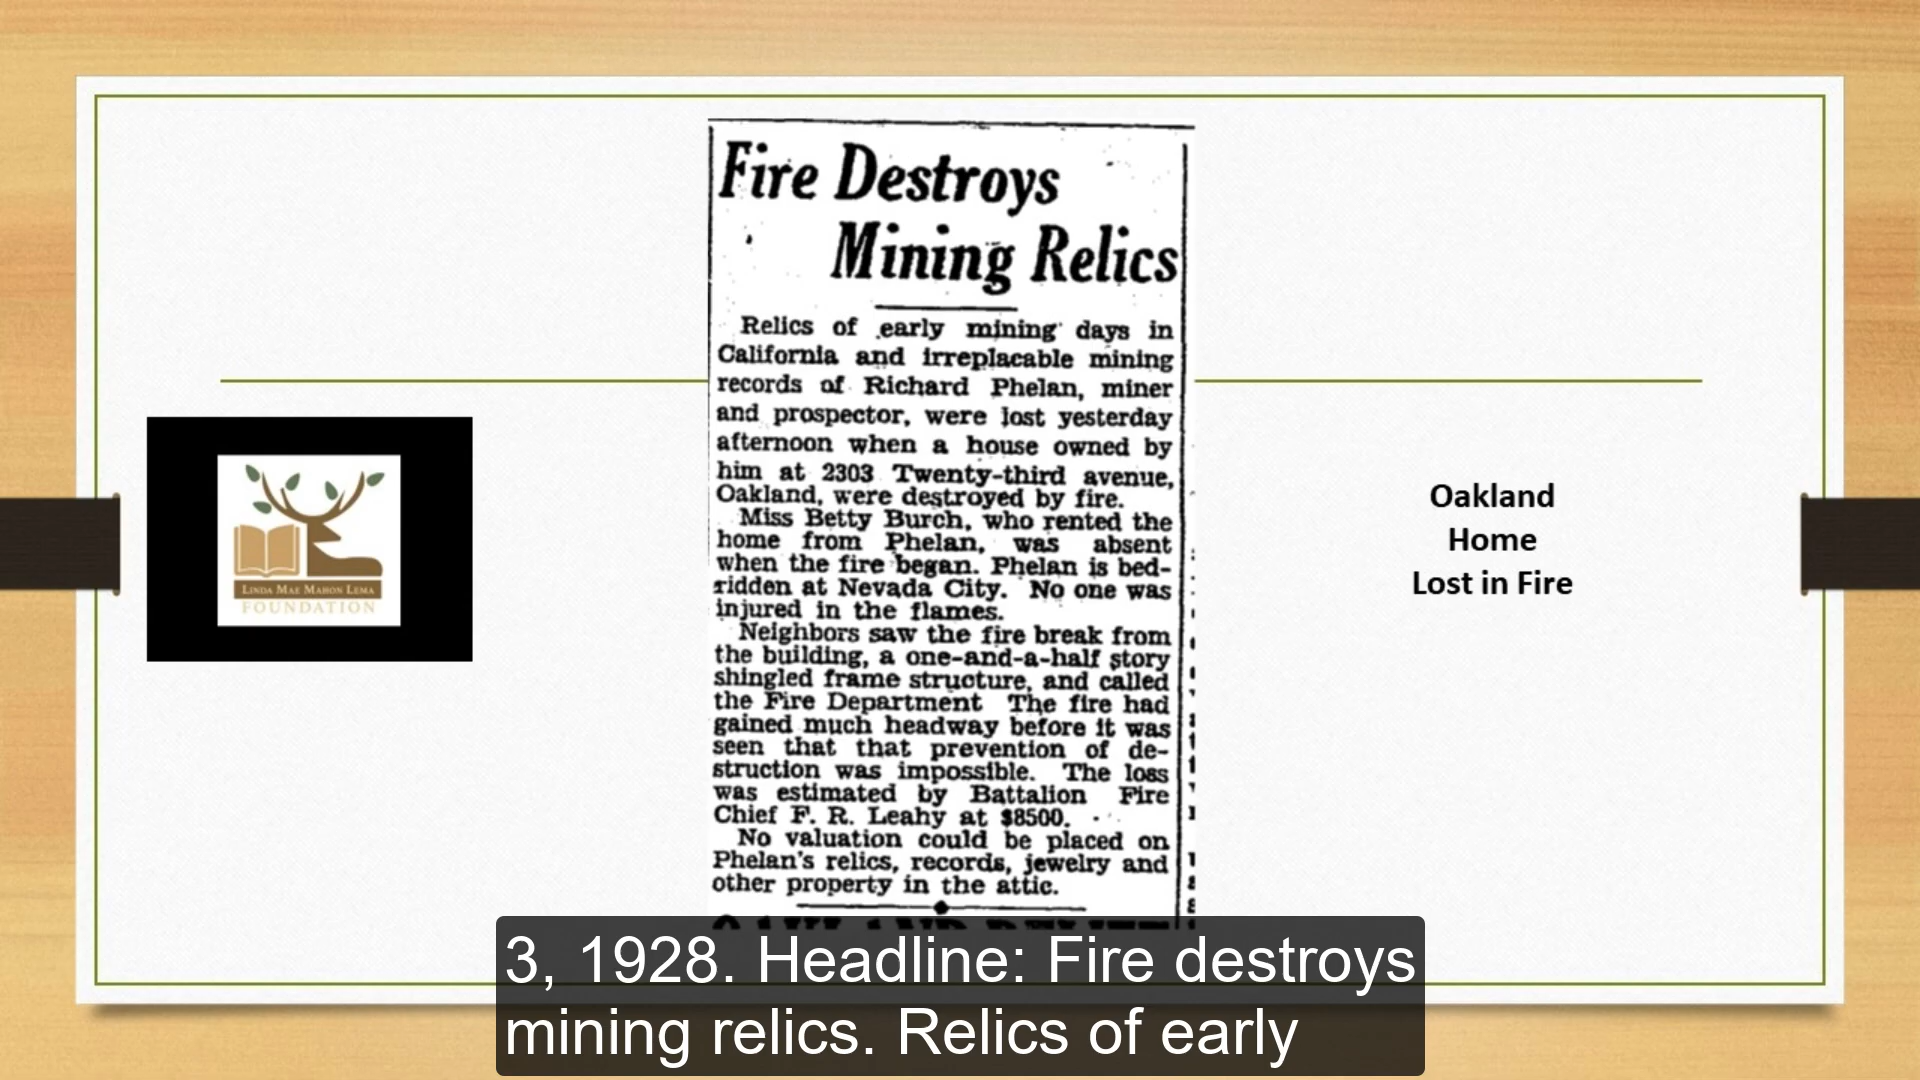 Fire Destroys
Mining Relics
Relics of early mining days in
California and irreplacable mining
records of Richard Phelan, miner
and prospector, were lost yesterday
afternoon when a house owned by
him at 2303 Twenty-third avenue,
Oakland, were destroyed by fire.
Miss Betty Burch, who rented the
home from Phelan, was absent
when the fire began. Phelan is bed-
ridden at Nevada City. No one was
injured in the flames.
Neighbors saw the fire break from
the building, a one-and-a-half story
shingled frame structure, and called
the Fire Department The fire had
gained much headway before it was
seen that that prevention of de-
struction was impossible. The loss
was estimated by Battalion Fire
Chief F. R. Leahy at $8500.
No valuation could be placed on
Phelan's relics, records, jewelry and
other property in the attic.
LINDA MAE MAHON LEMA
FOUNDATION
Oakland
Home
Lost in Fire
3, 1928. Headline: Fire destroys
mining relics. Relics of early